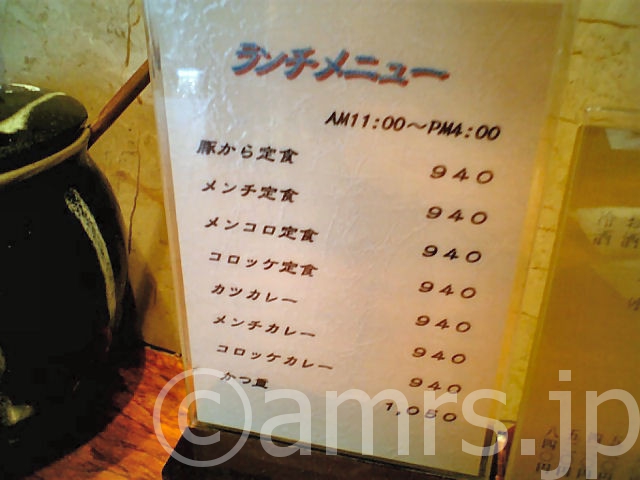 ランチメニュー
AM11:00～PM4:00
豚から定食 940
メンチ定食 940
メンコロ定食 940
コロッケ定食 940
カツカレー 940
メンチカレー 940
コロッケカレー 940
かつ重 1,050
©amrs.jp